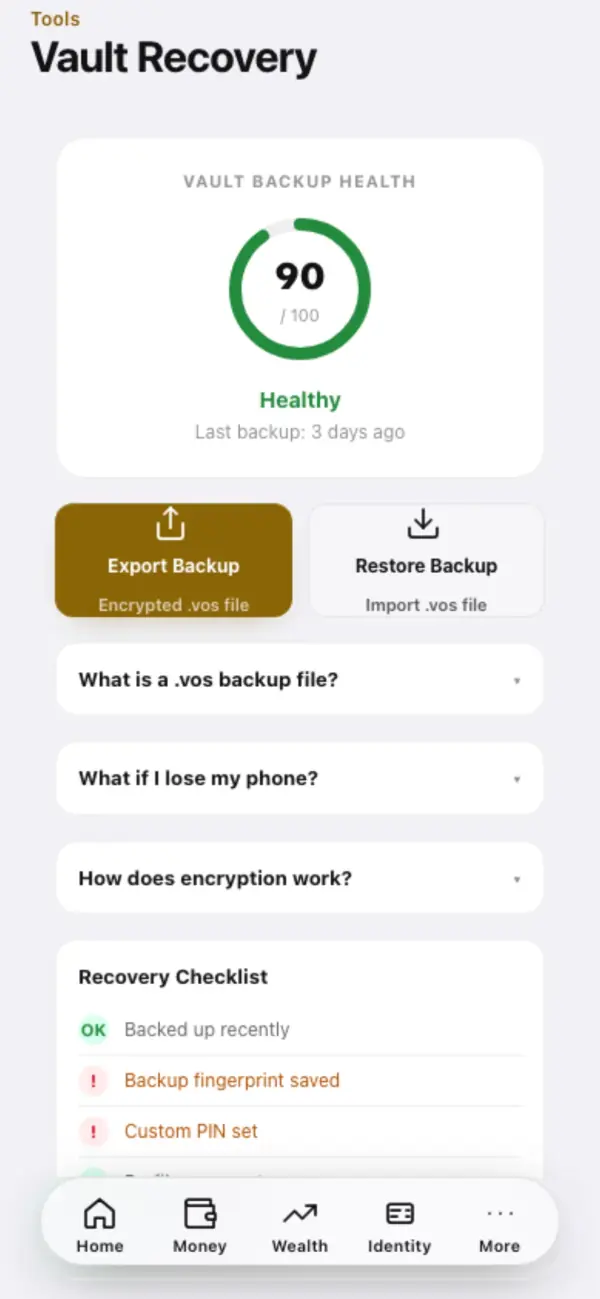 Tools
Vault Recovery
VAULT BACKUP HEALTH
90
/ 100
Healthy
Last backup: 3 days ago
Export Backup
Encrypted .vos file
Restore Backup
Import .vos file
What is a .vos backup file?
What if I lose my phone?
How does encryption work?
Recovery Checklist
OK Backed up recently
! Backup fingerprint saved
! Custom PIN set
Home Money Wealth Identity More